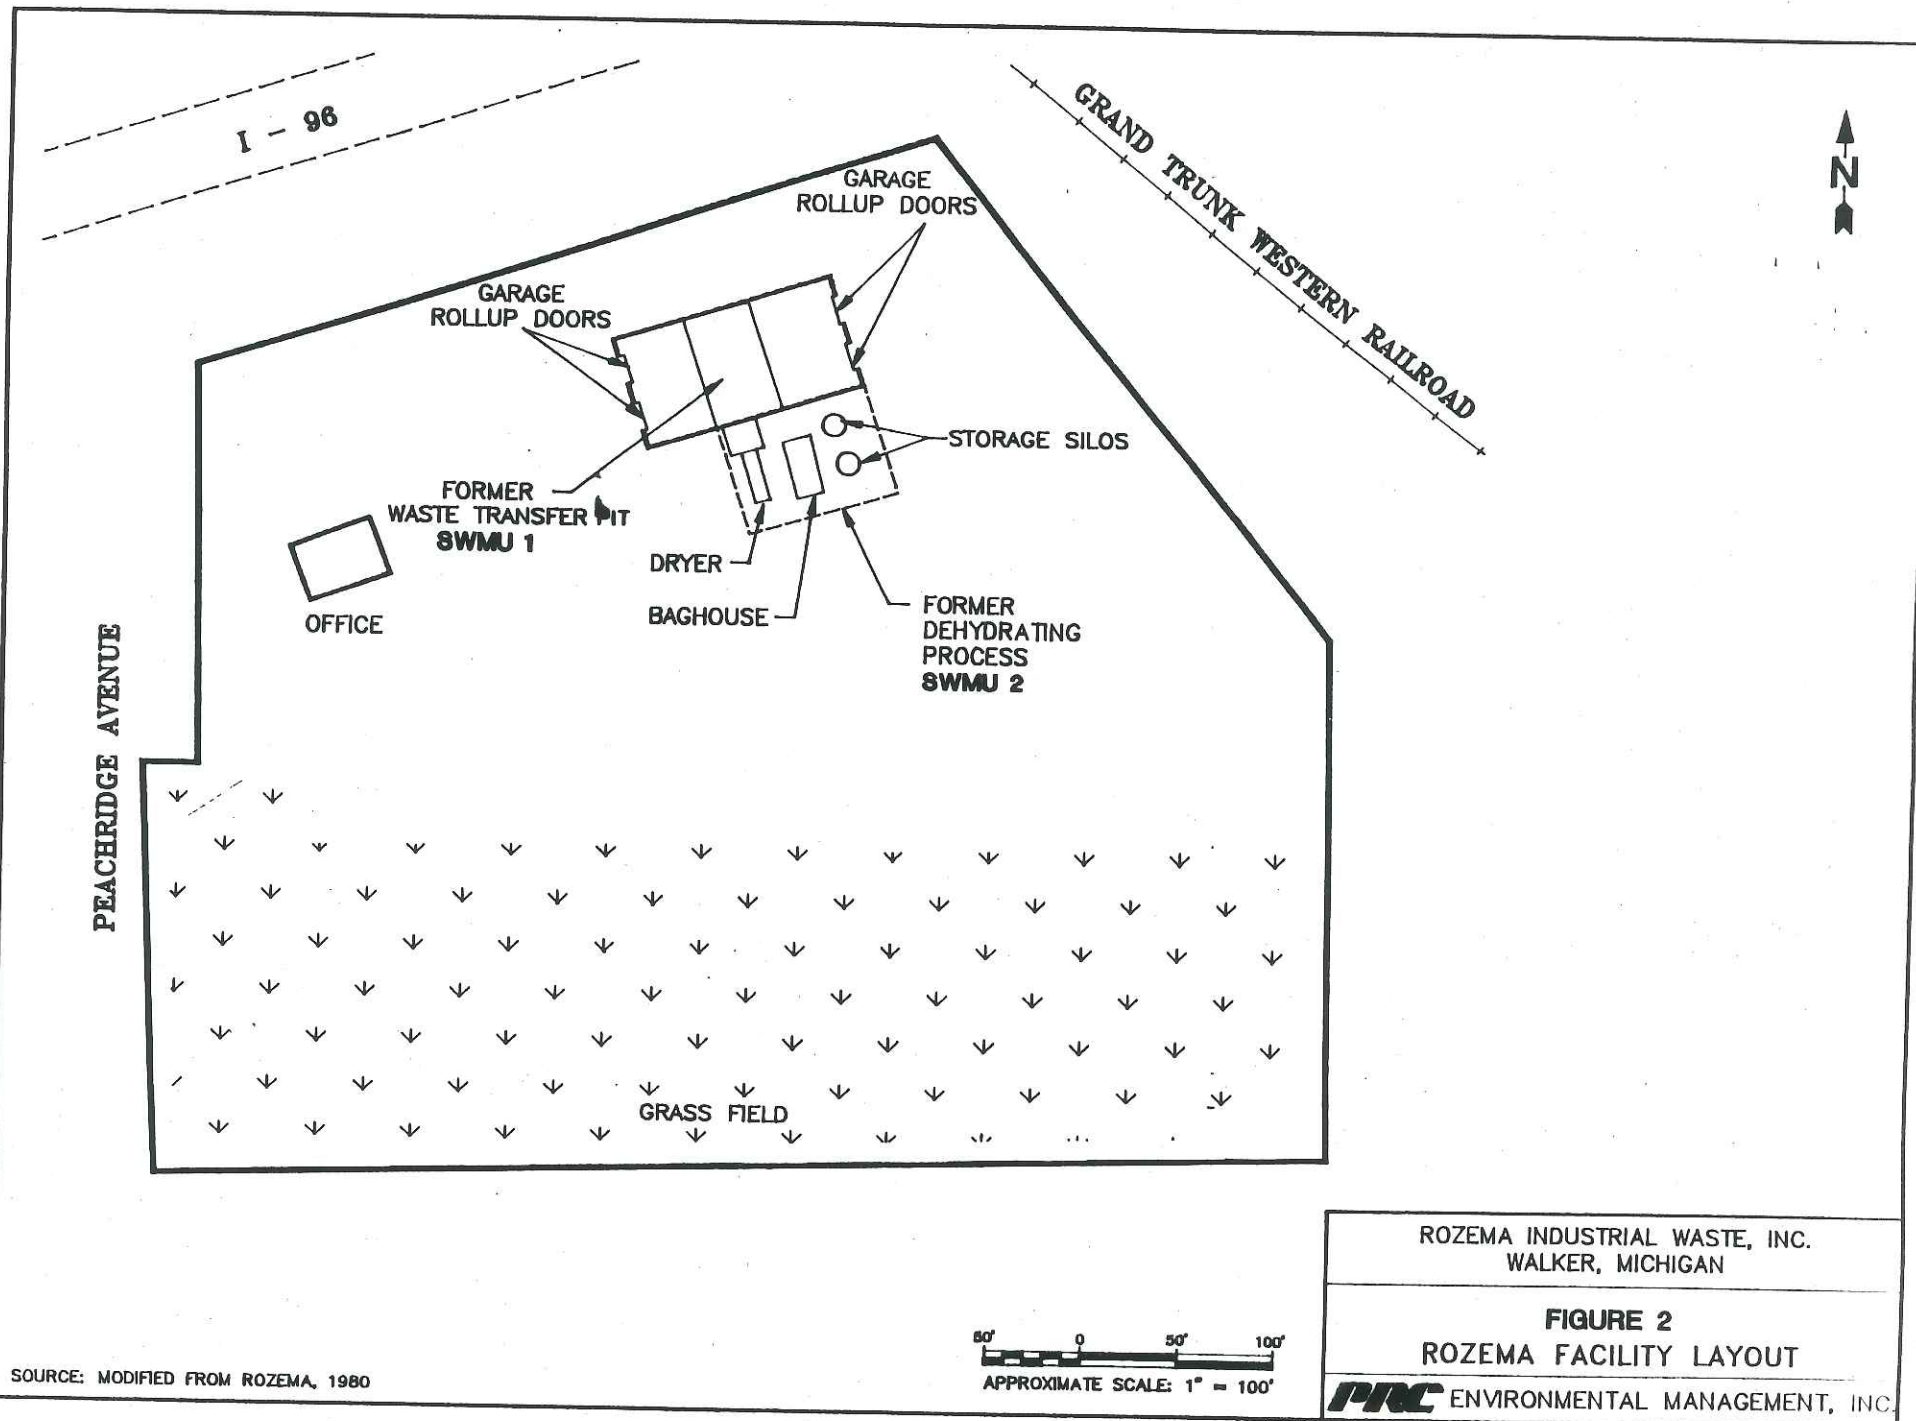 I - 96
GRAND TRUNK WESTERN RAILROAD
N
GARAGE
ROLLUP DOORS
GARAGE
ROLLUP DOORS
STORAGE SILOS
FORMER
WASTE TRANSFER PIT
SWMU 1
DRYER
BAGHOUSE
FORMER
DEHYDRATING
PROCESS
SWMU 2
OFFICE
PEACHRIDGE AVENUE
GRASS FIELD
50' 0 50' 100'
APPROXIMATE SCALE: 1" = 100'
SOURCE: MODIFIED FROM ROZEMA, 1980
ROZEMA INDUSTRIAL WASTE, INC.
WALKER, MICHIGAN
FIGURE 2
ROZEMA FACILITY LAYOUT
PRC ENVIRONMENTAL MANAGEMENT, INC.